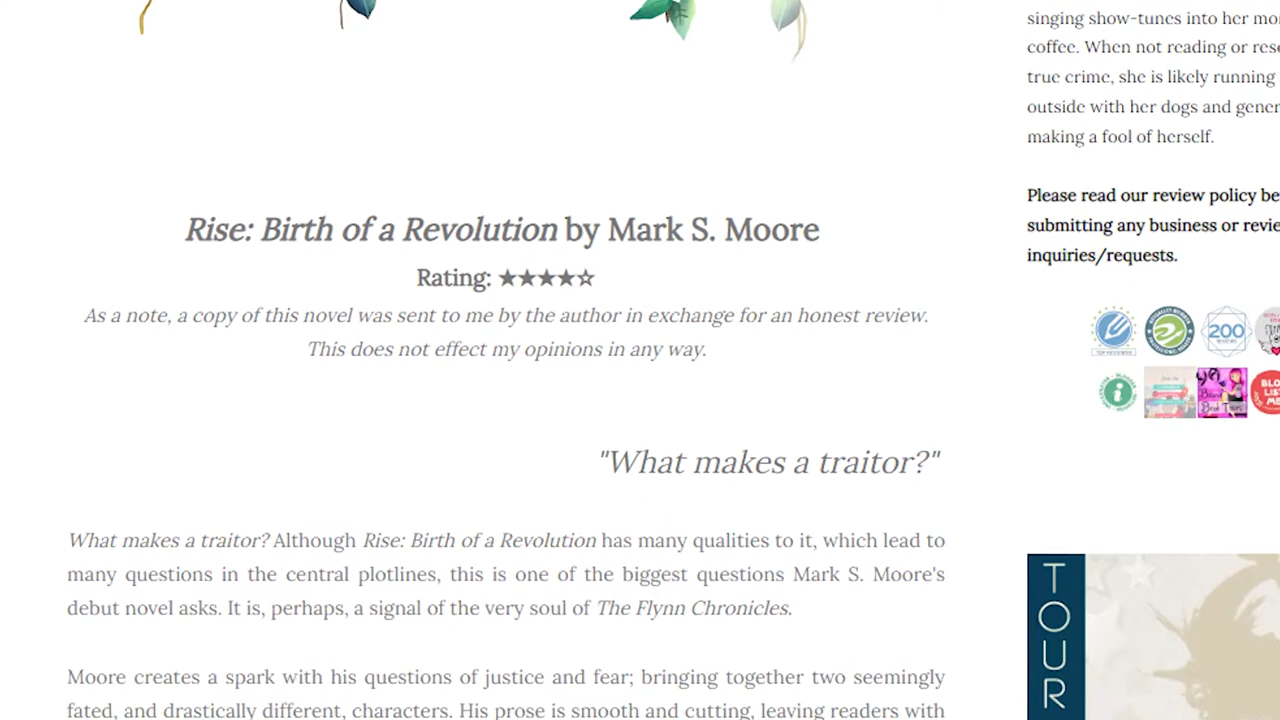 Rise: Birth of a Revolution by Mark S. Moore
Rating: ★★★★☆
As a note, a copy of this novel was sent to me by the author in exchange for an honest review.
This does not effect my opinions in any way.
"What makes a traitor?"
What makes a traitor? Although Rise: Birth of a Revolution has many qualities to it, which lead to
many questions in the central plotlines, this is one of the biggest questions Mark S. Moore's
debut novel asks. It is, perhaps, a signal of the very soul of The Flynn Chronicles.
Moore creates a spark with his questions of justice and fear; bringing together two seemingly
fated, and drastically different, characters. His prose is smooth and cutting, leaving readers with
singing show-tunes into her
coffee. When not reading or
true crime, she is likely running
outside with her dogs and
making a fool of herself.
Please read our review policy
submitting any business or
inquiries/requests.
200
TOUR